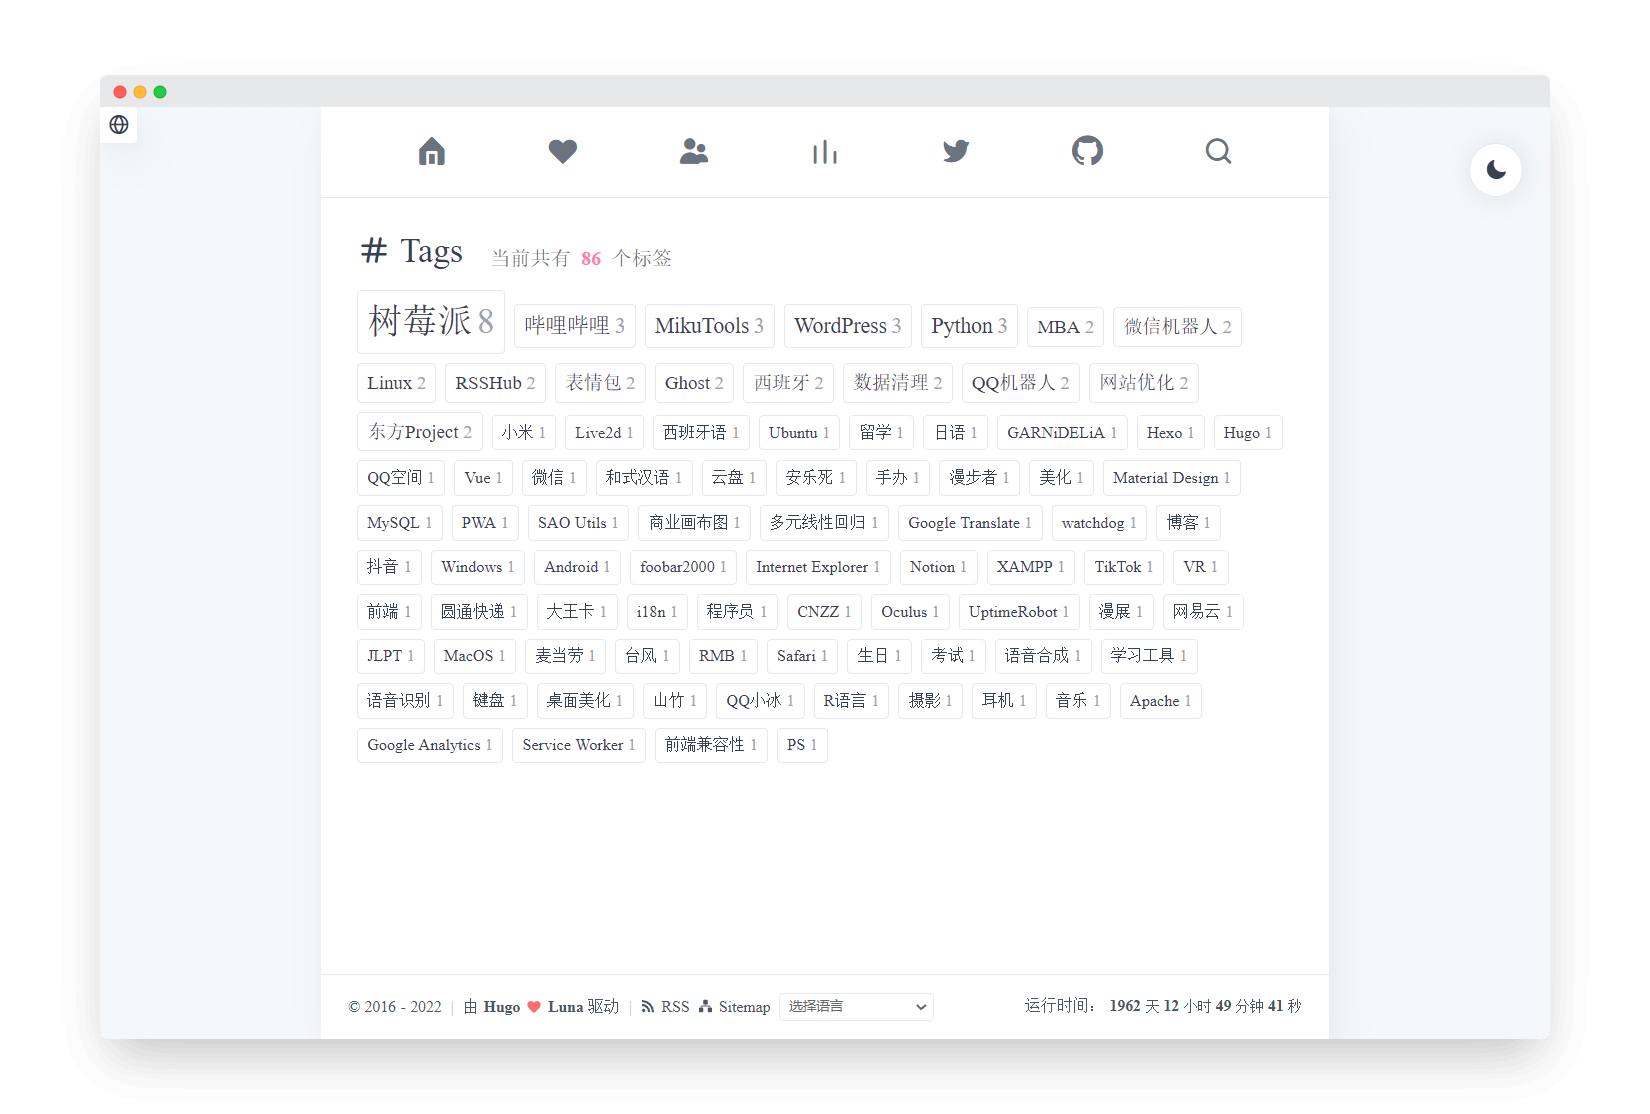 # Tags 当前共有 86 个标签
树莓派 8 哔哩哔哩 3 MikuTools 3 WordPress 3 Python 3 MBA 2 微信机器人 2
Linux 2 RSSHub 2 表情包 2 Ghost 2 西班牙 2 数据清理 2 QQ机器人 2 网站优化 2
东方Project 2 小米 1 Live2d 1 西班牙语 1 Ubuntu 1 留学 1 日语 1 GARNiDELiA 1 Hexo 1 Hugo 1
QQ空间 1 Vue 1 微信 1 和式汉语 1 云盘 1 安乐死 1 手办 1 漫步者 1 美化 1 Material Design 1
MySQL 1 PWA 1 SAO Utils 1 商业画布图 1 多元线性回归 1 Google Translate 1 watchdog 1 博客 1
抖音 1 Windows 1 Android 1 foobar2000 1 Internet Explorer 1 Notion 1 XAMPP 1 TikTok 1 VR 1
前端 1 圆通快递 1 大王卡 1 i18n 1 程序员 1 CNZZ 1 Oculus 1 UptimeRobot 1 漫展 1 网易云 1
JLPT 1 MacOS 1 麦当劳 1 台风 1 RMB 1 Safari 1 生日 1 考试 1 语音合成 1 学习工具 1
语音识别 1 键盘 1 桌面美化 1 山竹 1 QQ小冰 1 R语言 1 摄影 1 耳机 1 音乐 1 Apache 1
Google Analytics 1 Service Worker 1 前端兼容性 1 PS 1
© 2016 - 2022 | 由 Hugo Luna 驱动 | RSS Sitemap 选择语言 运行时间： 1962 天 12 小时 49 分钟 41 秒